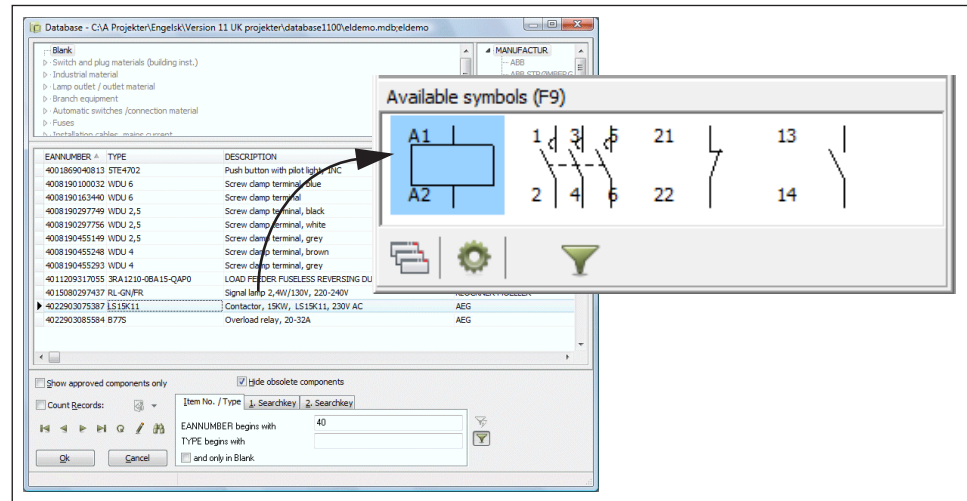 Database - C:\A Projekter\Engelsk\Version 11 UK projekter\database1100\eldemo.mdb;eldemo
Blank
Switch and plug materials (building inst.)
Industrial material
Lamp outlet / outlet material
Branch equipment
Automatic switches /connection material
Fuses
Installation cables, mains current
MANUFACTUR
ABB
ABB STRØMBERG
Available symbols (F9)
A1 1 3 5 21 13
A2 2 4 6 22 14
EANNUMBER TYPE DESCRIPTION
4001869040813 5TE4702 Push button with pilot light, INC
4008190100032 WDU 6 Screw clamp terminal, blue
4008190163440 WDU 6 Screw clamp terminal
4008190297749 WDU 2,5 Screw clamp terminal, black
4008190297756 WDU 2,5 Screw clamp terminal, white
4008190455149 WDU 2,5 Screw clamp terminal, grey
4008190455248 WDU 4 Screw clamp terminal, brown
4008190455293 WDU 4 Screw clamp terminal, grey
4011209317055 3RA1210-0BA15-0AP0 LOAD FEEDER FUSELESS REVERSING DU
4015080297437 RL-GN/FR Signal lamp 2,4W/130V, 220-240V
4022903075387 LS15K11 Contactor, 15KW, LS15K11, 230V AC AEG
4022903085584 B77S Overload relay, 20-32A AEG
Show approved components only Hide obsolete components
Count Records: Item No. / Type 1. Searchkey 2. Searchkey
EANNUMBER begins with 40
TYPE begins with
and only in Blank
Ok Cancel